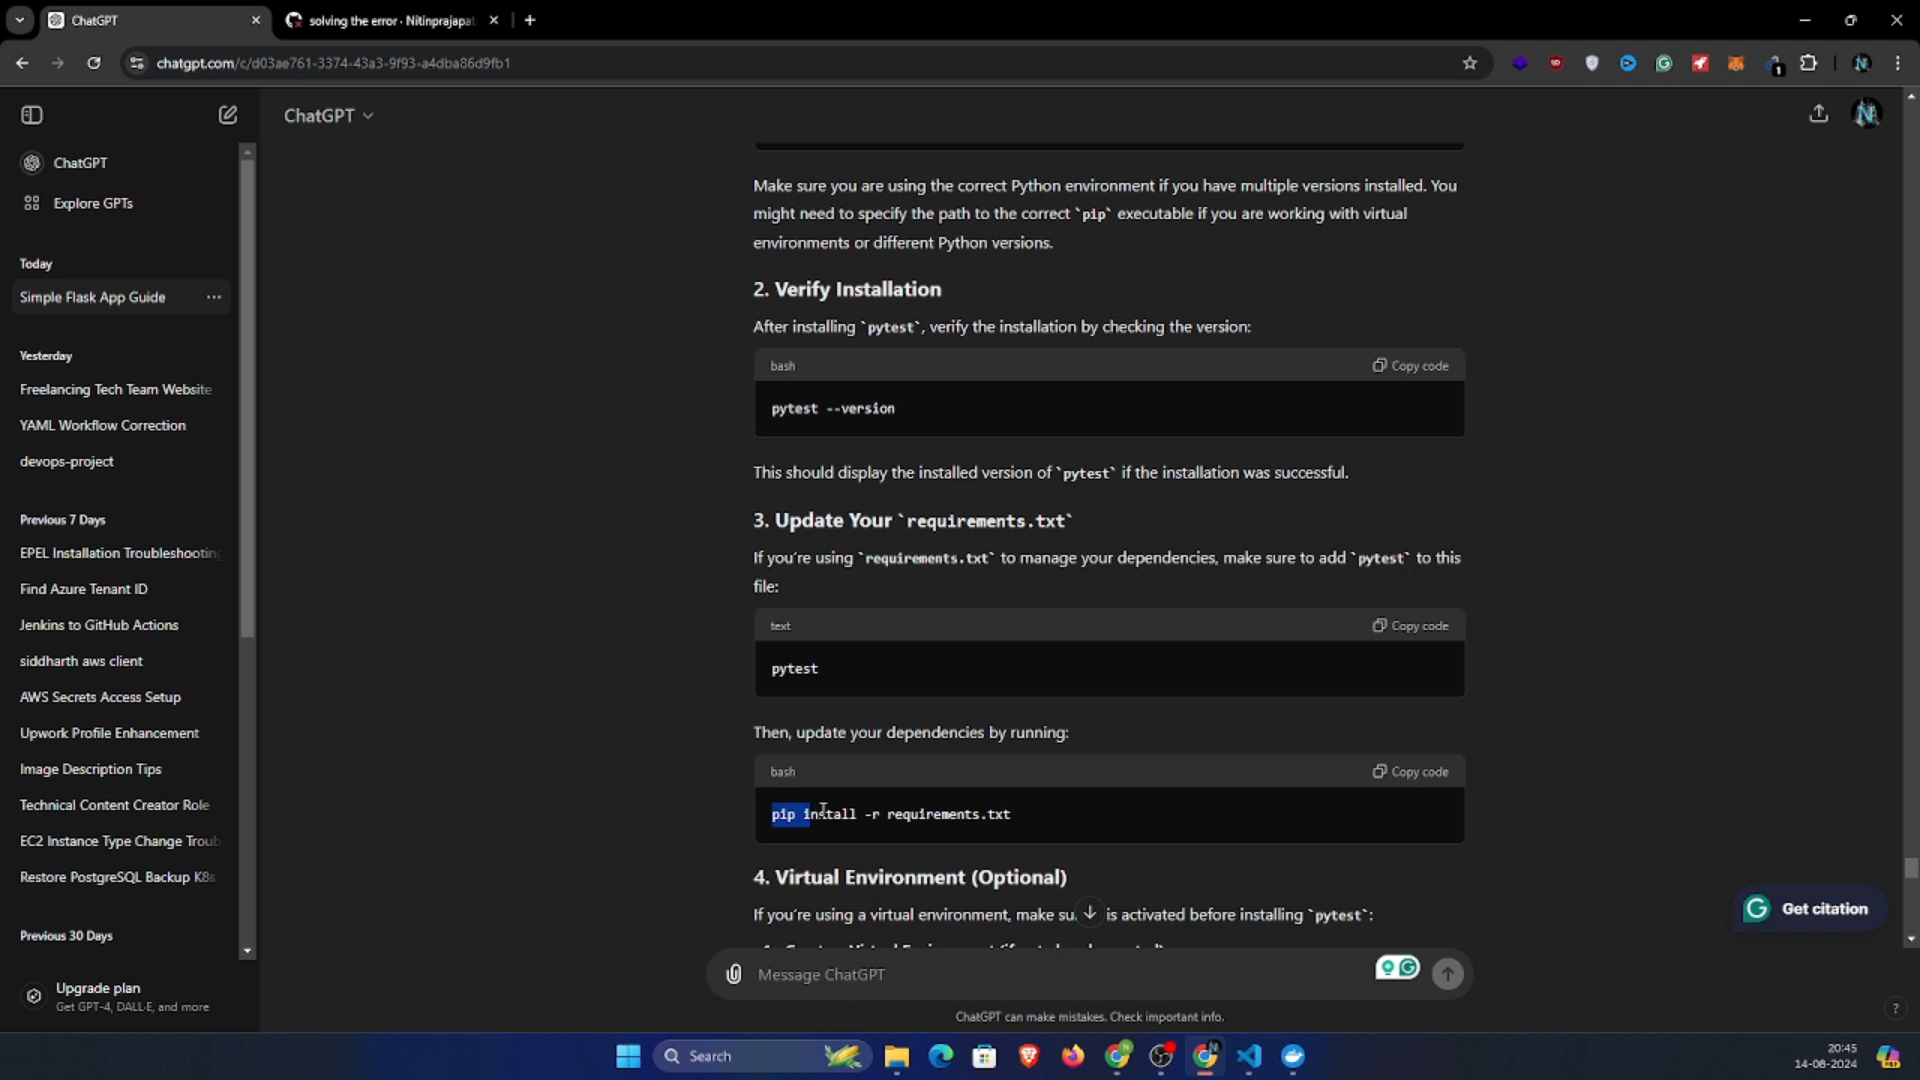 ChatGPT
solving the error · Nitinprajapat
chatgpt.com/c/d03ae761-3374-43a3-9f93-a4dba86d9fb1
1
ChatGPT
ChatGPT
Explore GPTs
Today
Simple Flask App Guide
Yesterday
Freelancing Tech Team Website
YAML Workflow Correction
devops-project
Previous 7 Days
EPEL Installation Troubleshooting
Find Azure Tenant ID
Jenkins to GitHub Actions
siddharth aws client
AWS Secrets Access Setup
Upwork Profile Enhancement
Image Description Tips
Technical Content Creator Role
EC2 Instance Type Change Troub
Restore PostgreSQL Backup K8s
Previous 30 Days
Upgrade plan
Get GPT-4, DALL·E, and more
Make sure you are using the correct Python environment if you have multiple versions installed. You
might need to specify the path to the correct `pip` executable if you are working with virtual
environments or different Python versions.
2. Verify Installation
After installing `pytest`, verify the installation by checking the version:
bash
Copy code
pytest --version
This should display the installed version of `pytest` if the installation was successful.
3. Update Your `requirements.txt`
If you're using `requirements.txt` to manage your dependencies, make sure to add `pytest` to this
file:
text
Copy code
pytest
Then, update your dependencies by running:
bash
Copy code
pip install -r requirements.txt
4. Virtual Environment (Optional)
If you're using a virtual environment, make su is activated before installing `pytest`:
Get citation
Message ChatGPT
ChatGPT can make mistakes. Check important info.
?
Search
20:45
14-08-2024